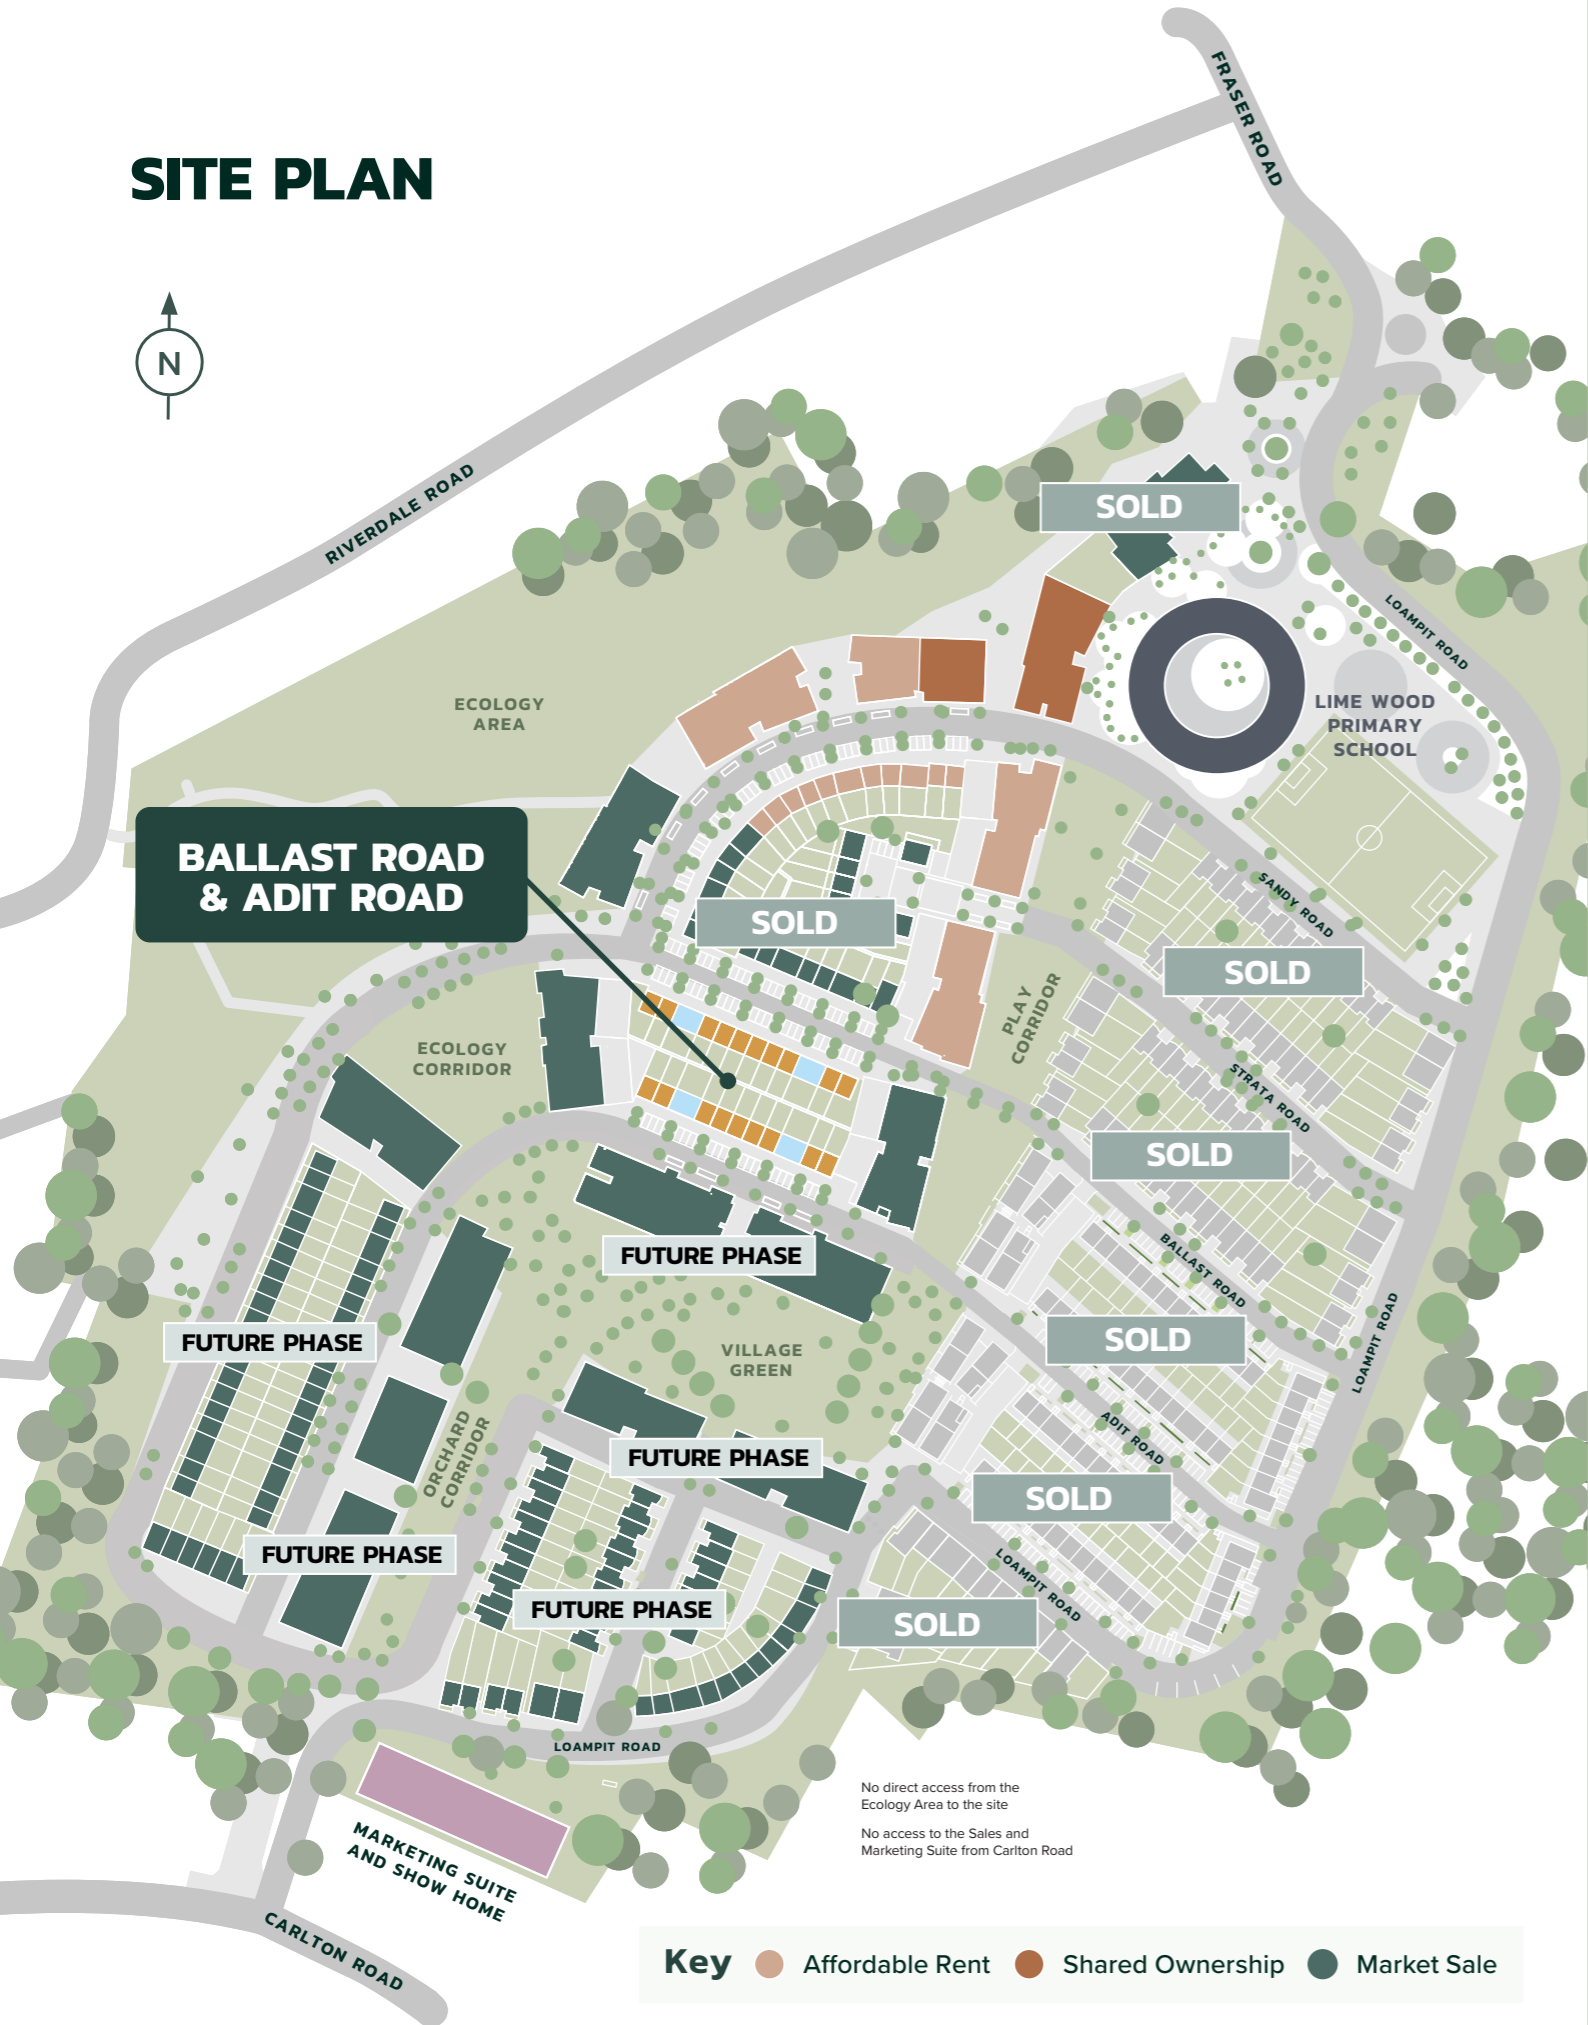 SITE PLAN
N
FRASER ROAD
RIVERDALE ROAD
SOLD
LOAMPIT ROAD
LIME WOOD
PRIMARY
SCHOOL
ECOLOGY
AREA
BALLAST ROAD
& ADIT ROAD
SANDY ROAD
SOLD
SOLD
PLAY
CORRIDOR
ECOLOGY
CORRIDOR
STRATA ROAD
SOLD
BALLAST ROAD
FUTURE PHASE
LOAMPIT ROAD
FUTURE PHASE
SOLD
VILLAGE
GREEN
ADIT ROAD
ORCHARD
CORRIDOR
FUTURE PHASE
SOLD
FUTURE PHASE
LOAMPIT ROAD
FUTURE PHASE
SOLD
LOAMPIT ROAD
No direct access from the
Ecology Area to the site
No access to the Sales and
Marketing Suite from Carlton Road
MARKETING SUITE
AND SHOW HOME
CARLTON ROAD
Key Affordable Rent Shared Ownership Market Sale